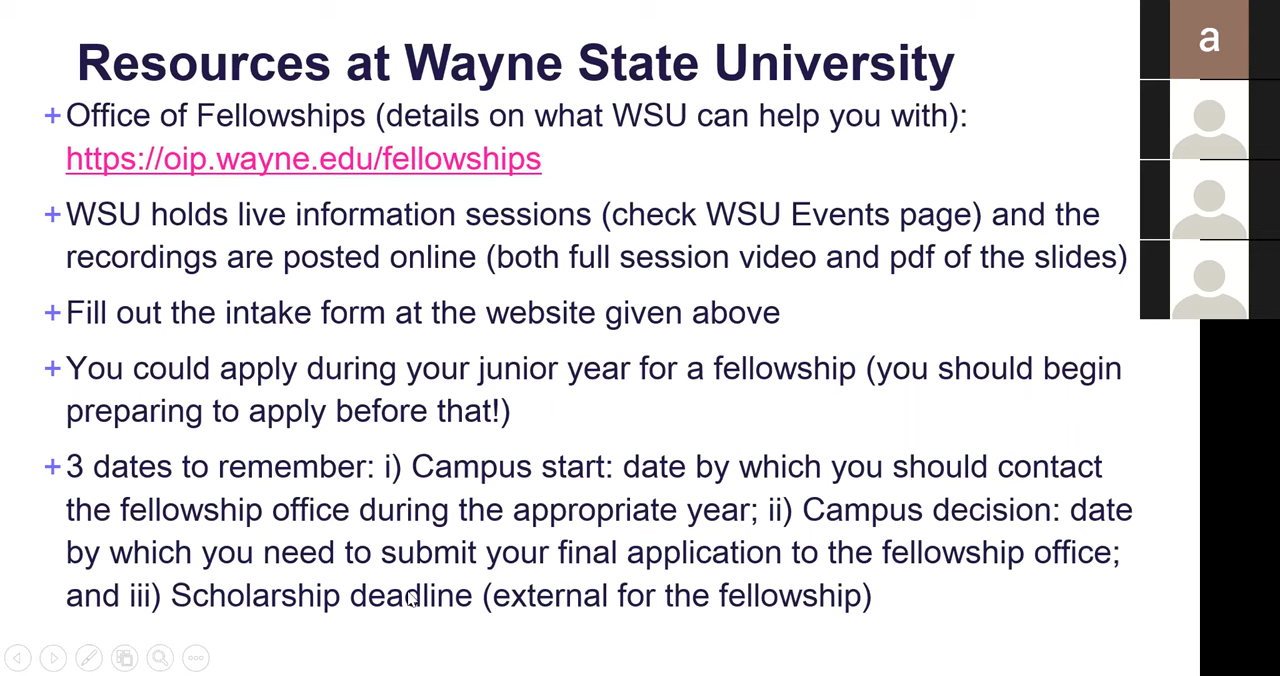 Resources at Wayne State University
+ Office of Fellowships (details on what WSU can help you with):
https://oip.wayne.edu/fellowships
+ WSU holds live information sessions (check WSU Events page) and the
recordings are posted online (both full session video and pdf of the slides)
+ Fill out the intake form at the website given above
+ You could apply during your junior year for a fellowship (you should begin
preparing to apply before that!)
+ 3 dates to remember: i) Campus start: date by which you should contact
the fellowship office during the appropriate year; ii) Campus decision: date
by which you need to submit your final application to the fellowship office;
and iii) Scholarship deadline (external for the fellowship)
a